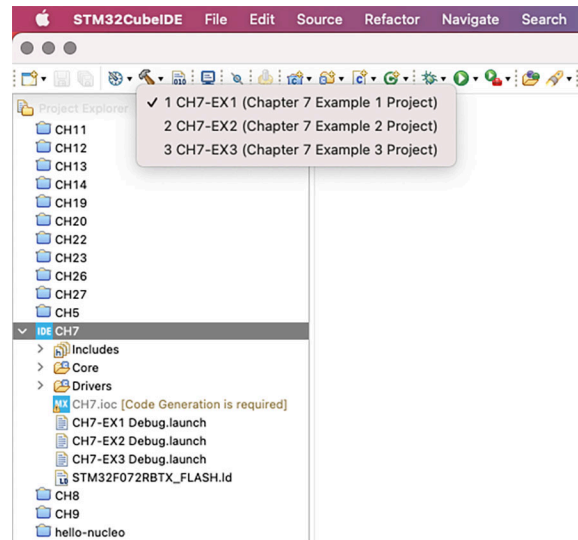 STM32CubeIDE File Edit Source Refactor Navigate Search
010
✓ 1 CH7-EX1 (Chapter 7 Example 1 Project)
2 CH7-EX2 (Chapter 7 Example 2 Project)
3 CH7-EX3 (Chapter 7 Example 3 Project)
Project Explorer
CH11
CH12
CH13
CH14
CH19
CH20
CH22
CH23
CH26
CH27
CH5
IDE CH7
Includes
Core
Drivers
MX CH7.ioc [Code Generation is required]
CH7-EX1 Debug.launch
CH7-EX2 Debug.launch
CH7-EX3 Debug.launch
LD STM32F072RBTX_FLASH.ld
CH8
CH9
hello-nucleo